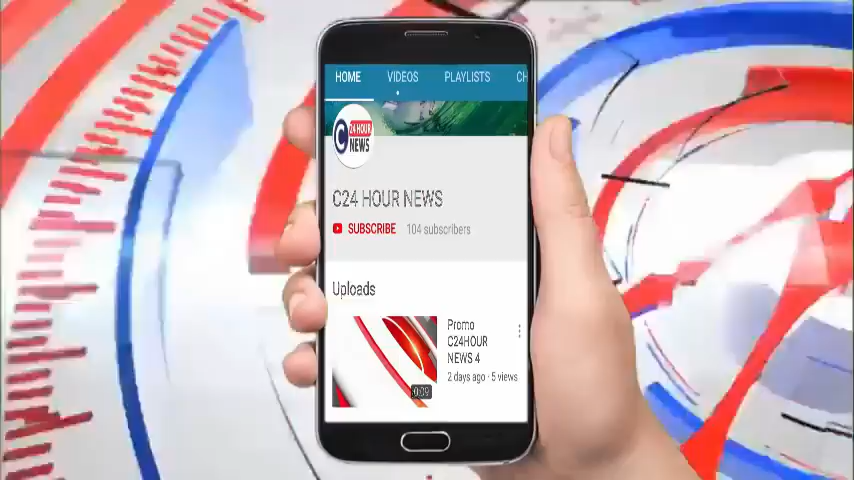 HOME VIDEOS PLAYLISTS CH
C 24 HOUR
NEWS
C24 HOUR NEWS
SUBSCRIBE 104 subscribers
Uploads
Promo
C24HOUR
NEWS 4
2 days ago · 5 views
0:09